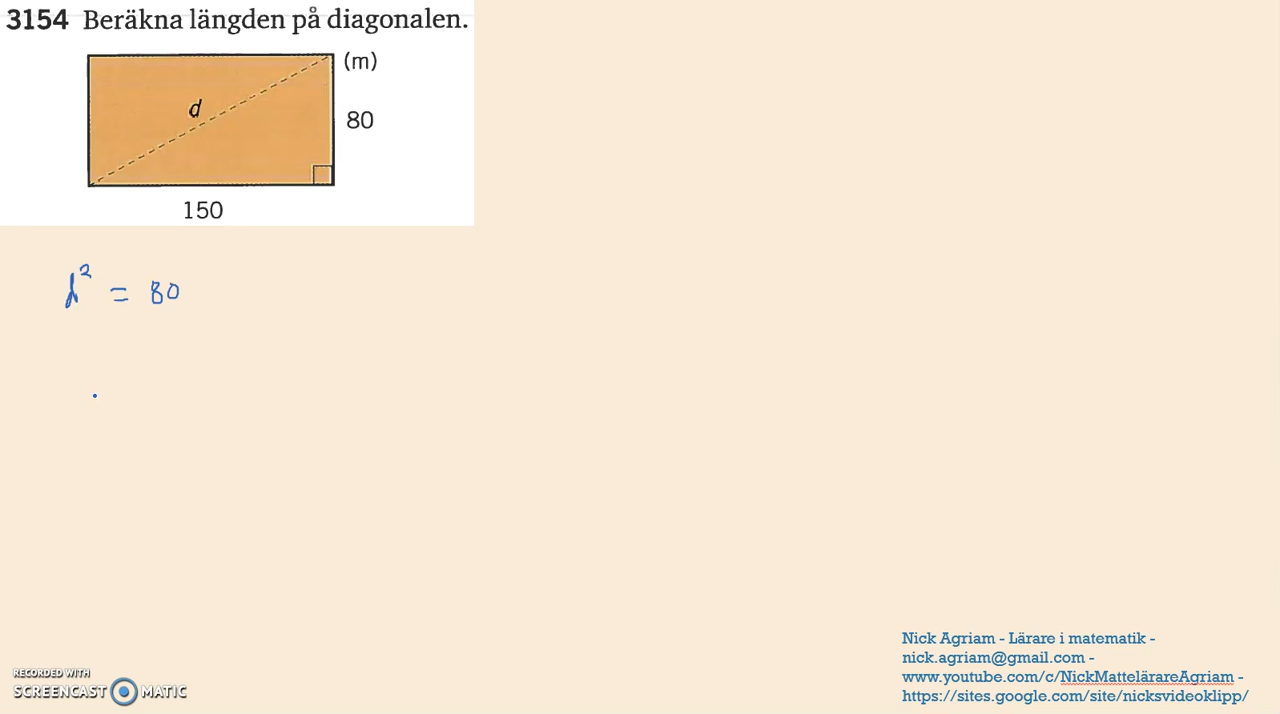 3154 Beräkna längden på diagonalen.
(m)
d
80
150
d² = 80
Nick Agriam - Lärare i matematik -
nick.agriam@gmail.com -
www.youtube.com/c/NickMattelärareAgriam -
https://sites.google.com/site/nicksvideoklipp/
RECORDED WITH
SCREENCAST MATIC